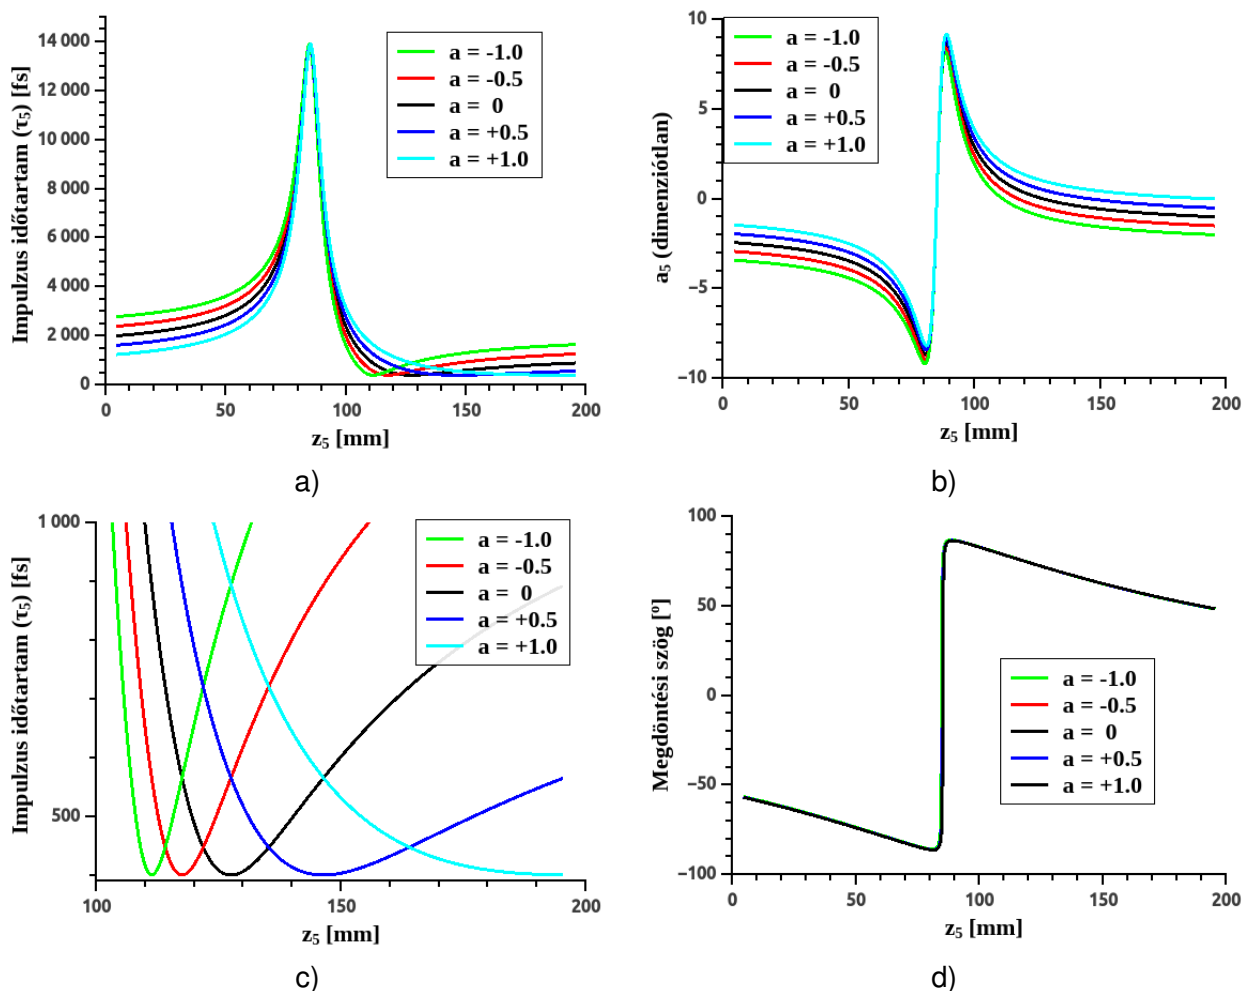 14 000
12 000
10 000
8 000
6 000
4 000
2 000
0
0
50
100
150
200
Impulzus időtartam (τ₅) [fs]
z₅ [mm]
a = -1.0
a = -0.5
a = 0
a = +0.5
a = +1.0
a)
10
5
0
−5
−10
0
50
100
150
200
a₅ (dimenziótlan)
z₅ [mm]
a = -1.0
a = -0.5
a = 0
a = +0.5
a = +1.0
b)
1 000
500
100
150
200
Impulzus időtartam (τ₅) [fs]
z₅ [mm]
a = -1.0
a = -0.5
a = 0
a = +0.5
a = +1.0
c)
100
50
0
−50
−100
0
50
100
150
200
Megdöntési szög [º]
z₅ [mm]
a = -1.0
a = -0.5
a = 0
a = +0.5
a = +1.0
d)